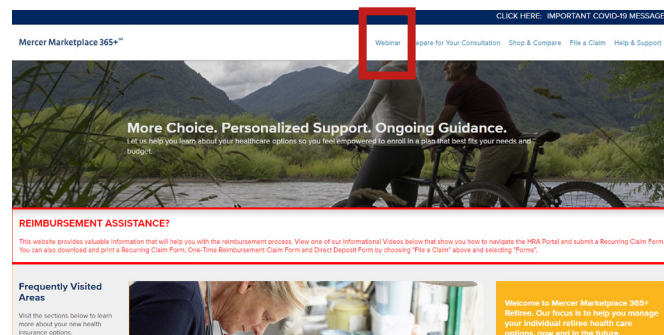 CLICK HERE: IMPORTANT COVID-19 MESSAGE
Mercer Marketplace 365+℠
Webinar
Prepare for Your Consultation Shop & Compare File a Claim Help & Support
More Choice. Personalized Support. Ongoing Guidance.
Let us help you learn about your healthcare options so you feel empowered to enroll in a plan that best fits your needs and
budget.
REIMBURSEMENT ASSISTANCE?
This website provides valuable information that will help you with the reimbursement process. View one of our Informational Videos below that show you how to navigate the HRA Portal and submit a Recurring Claim Form.
You can also download and print a Recurring Claim Form, One-Time Reimbursement Claim Form and Direct Deposit Form by choosing "File a Claim" above and selecting "Forms".
Frequently Visited
Areas
Visit the sections below to learn
more about your new health
insurance options.
Welcome to Mercer Marketplace 365+
Retiree. Our focus is to help you manage
your individual retiree health care
options, now and in the future.